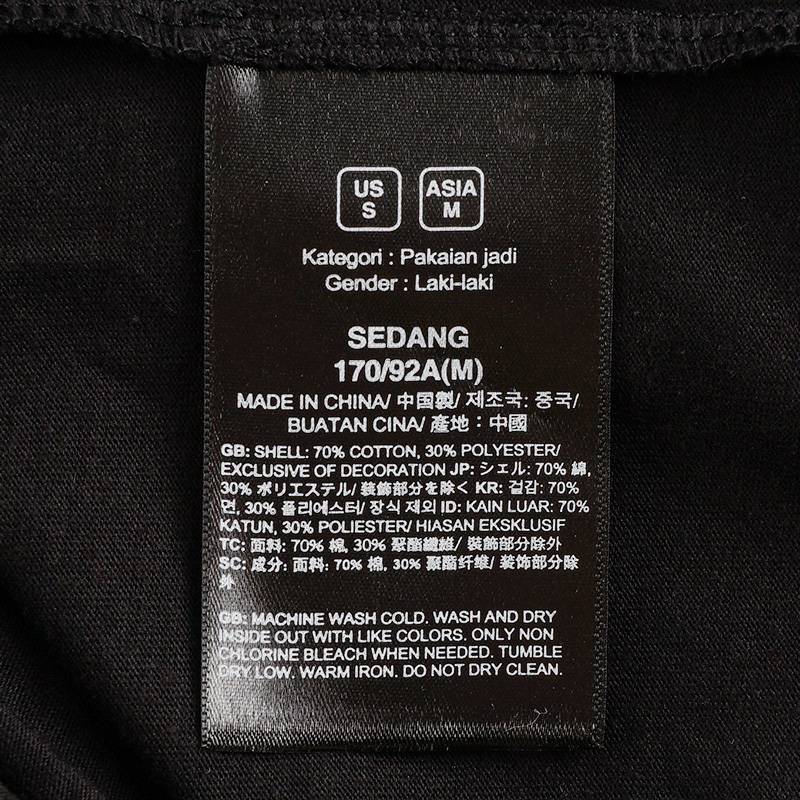 US ASIA
S M
Kategori : Pakaian jadi
Gender : Laki-laki
SEDANG
170/92A(M)
MADE IN CHINA/ 中国製/ 제조국: 중국/
BUATAN CINA/ 產地：中國
GB: SHELL: 70% COTTON, 30% POLYESTER/
EXCLUSIVE OF DECORATION JP: シェル: 70% 綿,
30% ポリエステル/ 装飾部分を除く KR: 겉감: 70%
면, 30% 폴리에스터/ 장식 제외 ID: KAIN LUAR: 70%
KATUN, 30% POLIESTER/ HIASAN EKSKLUSIF
TC: 面料: 70% 棉, 30% 聚酯纖維/ 裝飾部分除外
SC: 成分: 面料: 70% 棉, 30% 聚酯纤维/ 装饰部分除
外
GB: MACHINE WASH COLD. WASH AND DRY
INSIDE OUT WITH LIKE COLORS. ONLY NON
CHLORINE BLEACH WHEN NEEDED. TUMBLE
DRY LOW. WARM IRON. DO NOT DRY CLEAN.